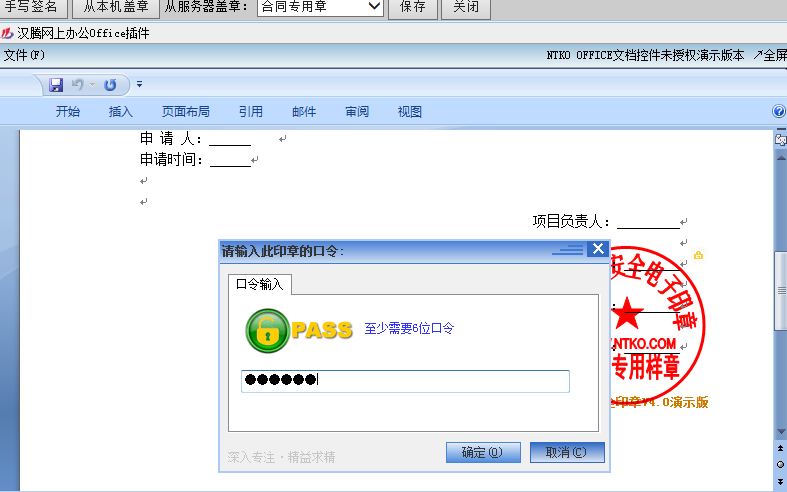 手写签名 从本机盖章 从服务器盖章: 合同专用章 保存 关闭
汉腾网上办公Office插件
文件(F) NTKO OFFICE文档控件未授权演示版本 ↗全屏
开始 插入 页面布局 引用 邮件 审阅 视图
申 请 人：
申请时间：
项目负责人：
请输入此印章的口令:
口令输入
PASS 至少需要6位口令
●●●●●●
深入专注·精益求精 确定(O) 取消(C)
安全电子印章
NTKO.COM
专用样章
印章V4.0演示版